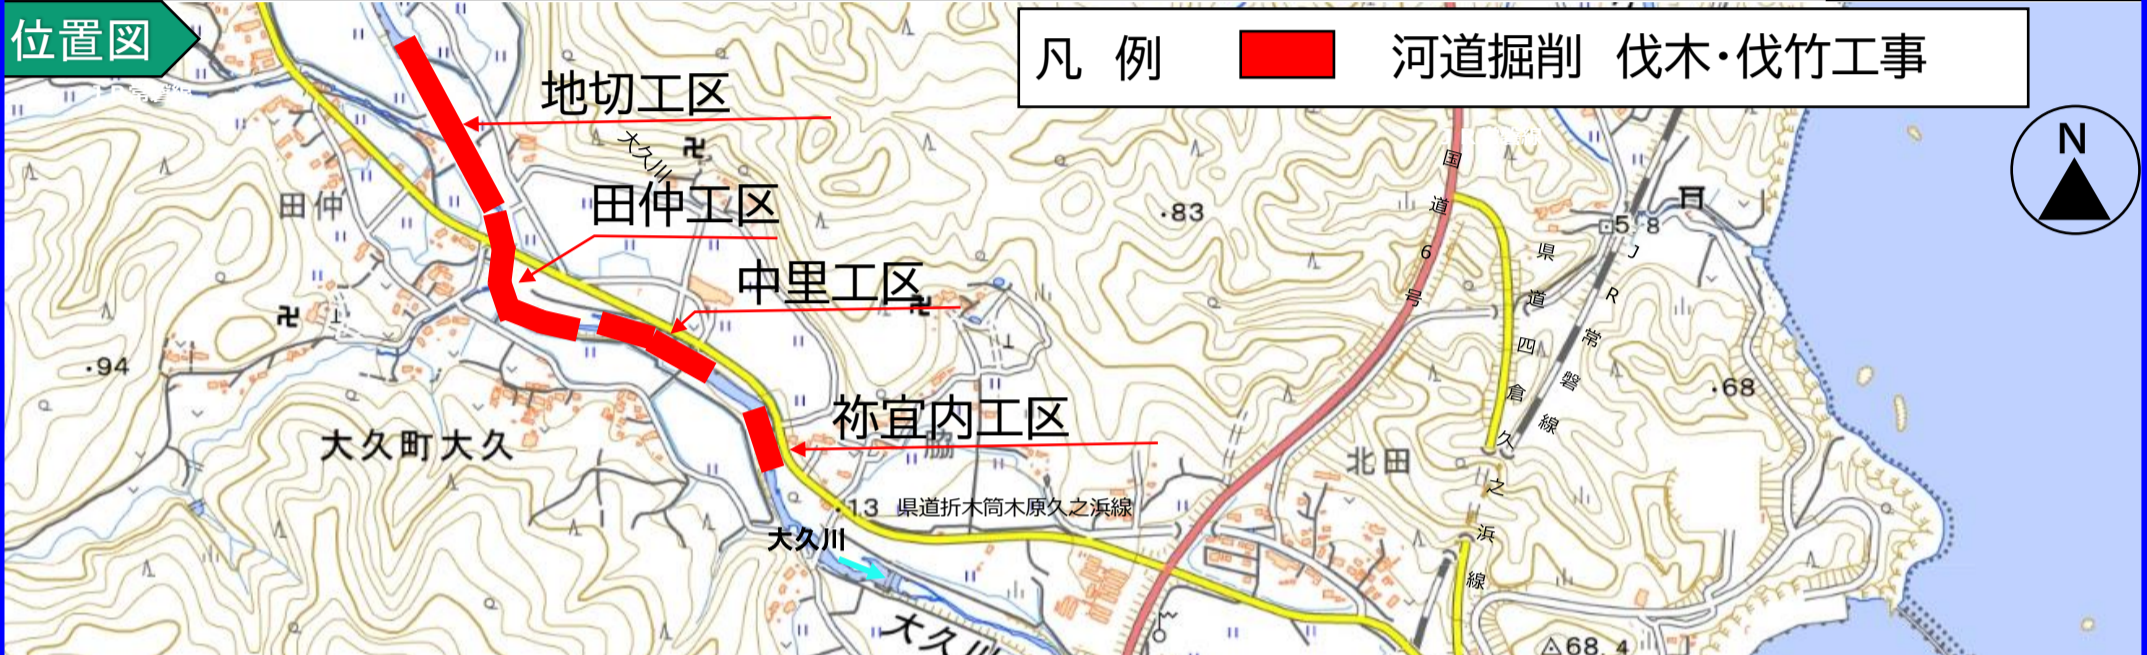 位置図
凡 例 河道掘削 伐木・伐竹工事
N
地切工区
大久川
田仲工区
田仲
中里工区
祢宜内工区
脇
大久町大久
県道折木筒木原久之浜線
大久川
大久川
国道6号
県道四倉久之浜線
JR常磐線
北田
・83
・94
・68
5.8
・13
68.4